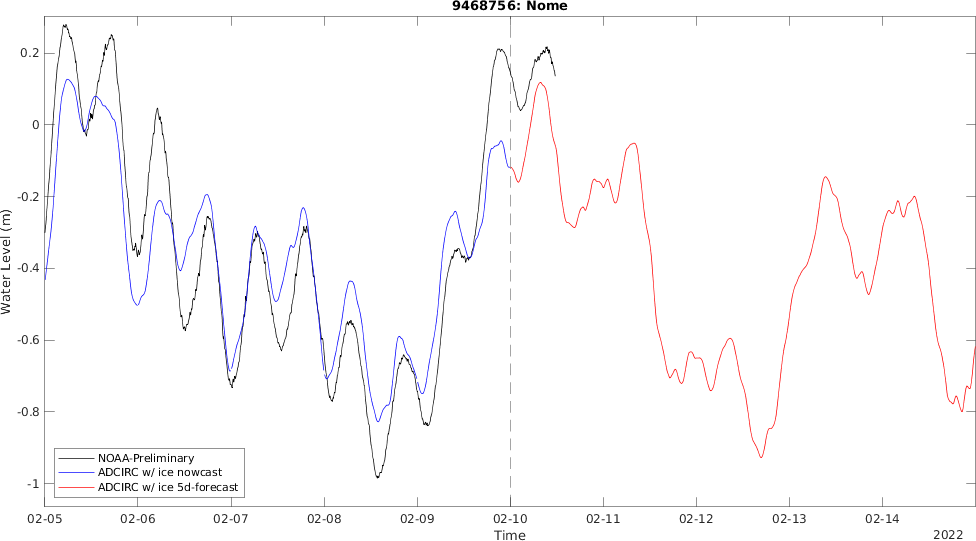 9468756: Nome
Water Level (m)
0.2
0
-0.2
-0.4
-0.6
-0.8
-1
NOAA-Preliminary
ADCIRC w/ ice nowcast
ADCIRC w/ ice 5d-forecast
02-05 02-06 02-07 02-08 02-09 02-10 02-11 02-12 02-13 02-14
Time
2022